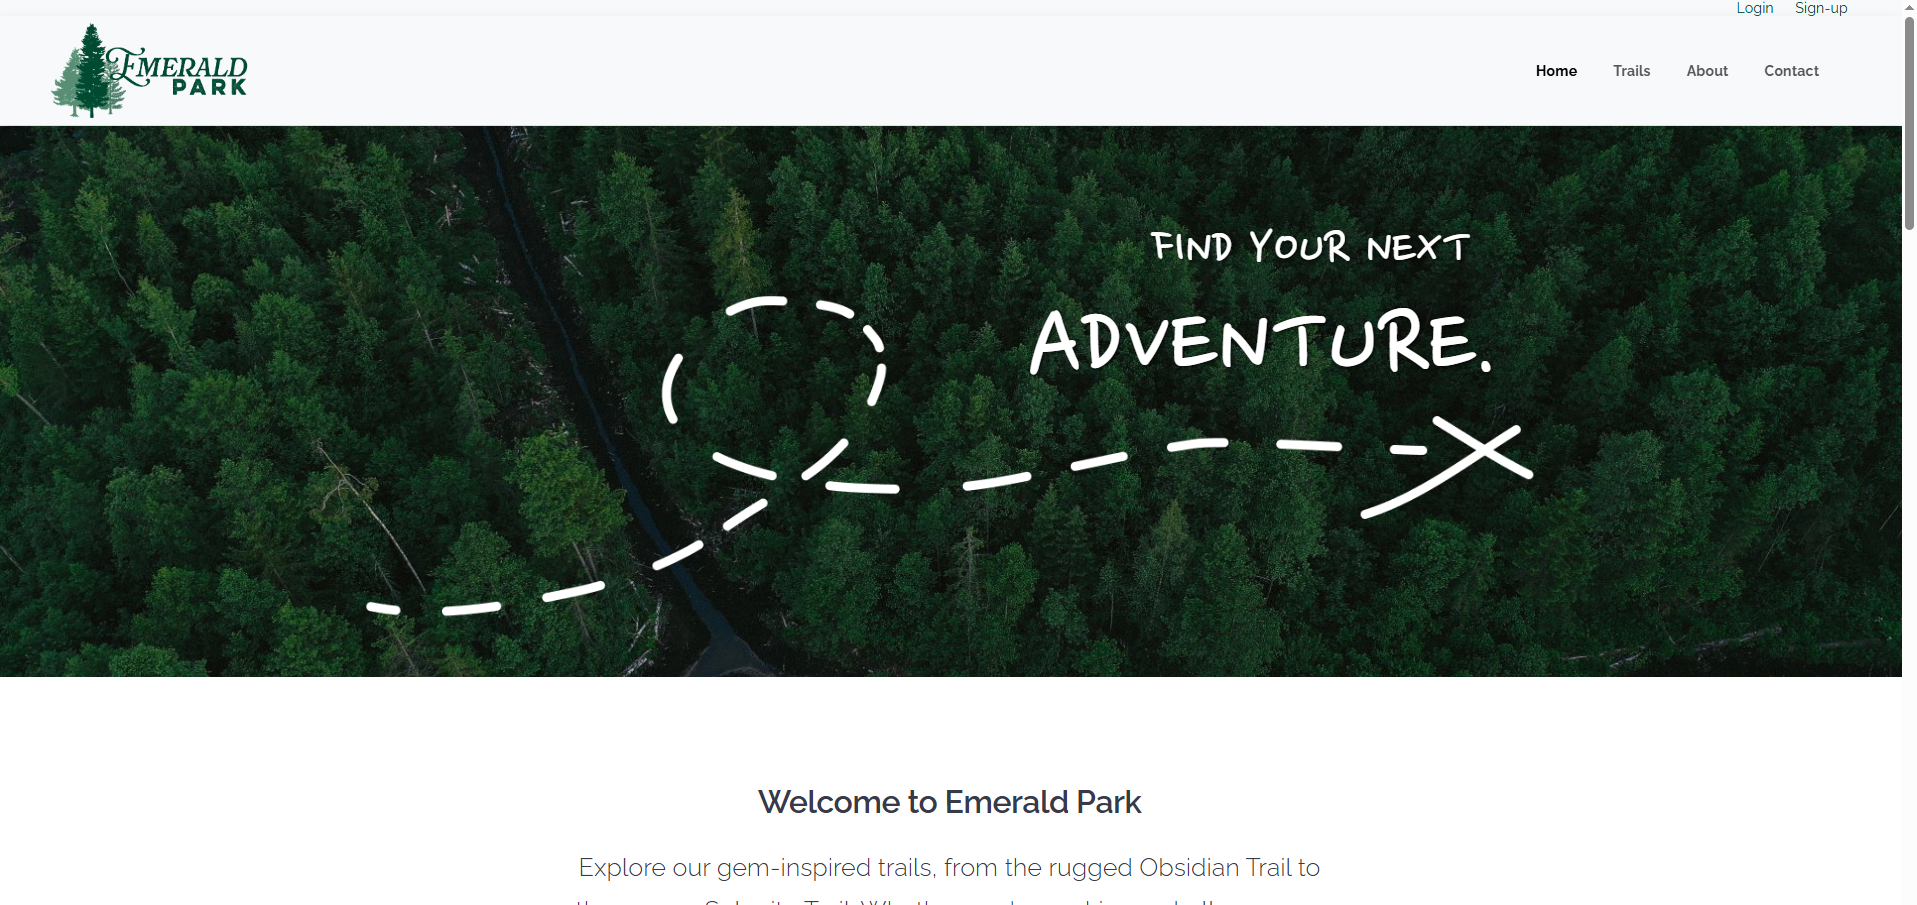 Login Sign-up
EMERALD
PARK
Home Trails About Contact
FIND YOUR NEXT
ADVENTURE.
Welcome to Emerald Park
Explore our gem-inspired trails, from the rugged Obsidian Trail to